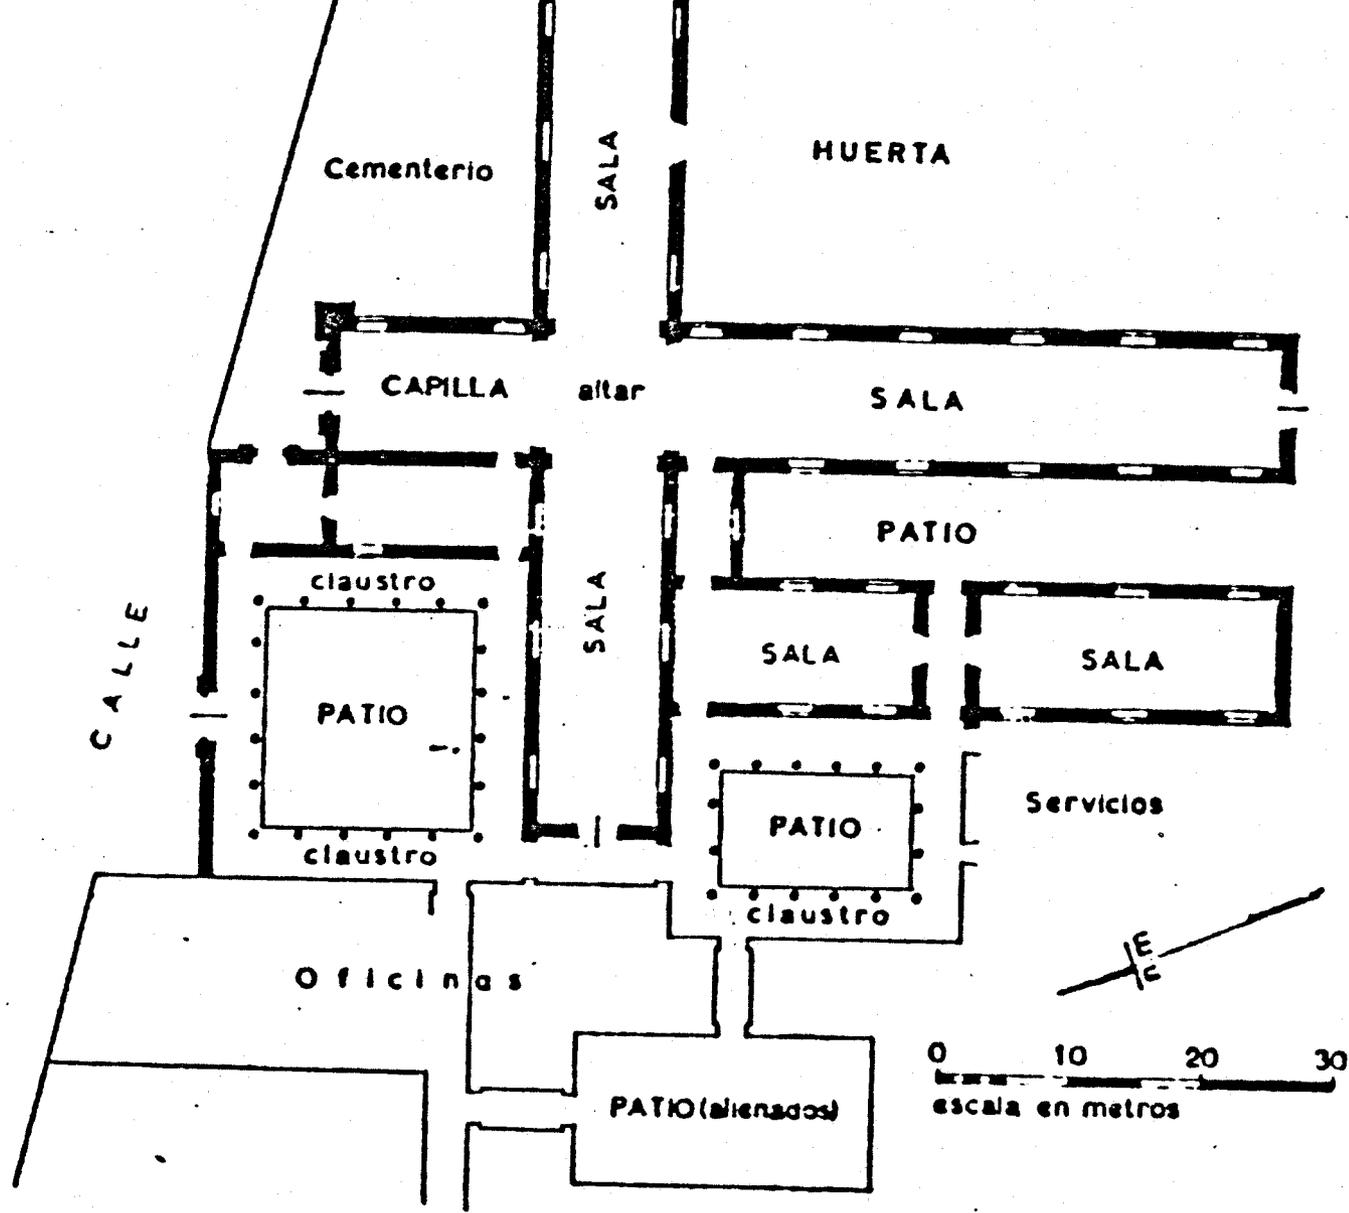 Cementerio
SALA
HUERTA
CAPILLA
altar
SALA
PATIO
claustro
CALLE
SALA
SALA
SALA
PATIO
claustro
PATIO
Servicios
claustro
Oficinas
PATIO (alienados)
0 10 20 30
escala en metros